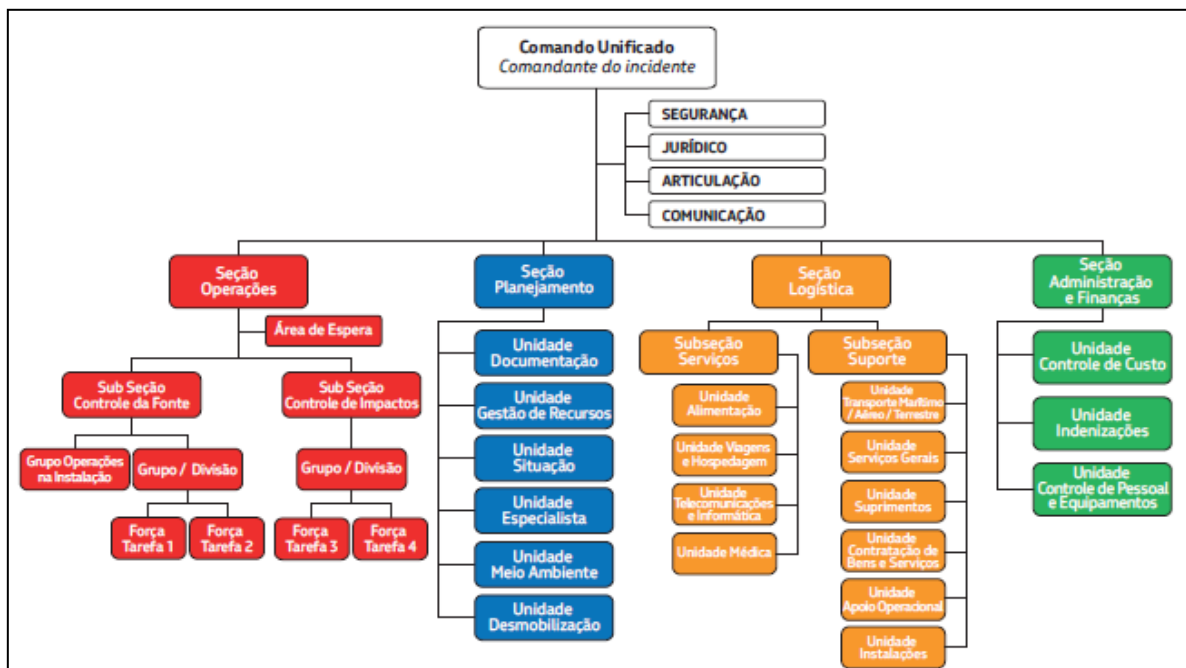 Comando Unificado
Comandante do incidente
SEGURANÇA
JURÍDICO
ARTICULAÇÃO
COMUNICAÇÃO
Seção
Operações
Área de Espera
Sub Seção
Controle da Fonte
Sub Seção
Controle de Impactos
Grupo Operações
na Instalação
Grupo / Divisão
Grupo / Divisão
Força
Tarefa 1
Força
Tarefa 2
Força
Tarefa 3
Força
Tarefa 4
Seção
Planejamento
Unidade
Documentação
Unidade
Gestão de Recursos
Unidade
Situação
Unidade
Especialista
Unidade
Meio Ambiente
Unidade
Desmobilização
Seção
Logística
Subseção
Serviços
Unidade
Alimentação
Unidade Viagens
e Hospedagem
Unidade
Telecomunicações
e Informática
Unidade Médica
Subseção
Suporte
Unidade
Transporte Marítimo
/ Aéreo / Terrestre
Unidade
Serviços Gerais
Unidade
Suprimentos
Unidade
Contratação de
Bens e Serviços
Unidade
Apoio Operacional
Unidade
Instalações
Seção
Administração
e Finanças
Unidade
Controle de Custo
Unidade
Indenizações
Unidade
Controle de Pessoal
e Equipamentos